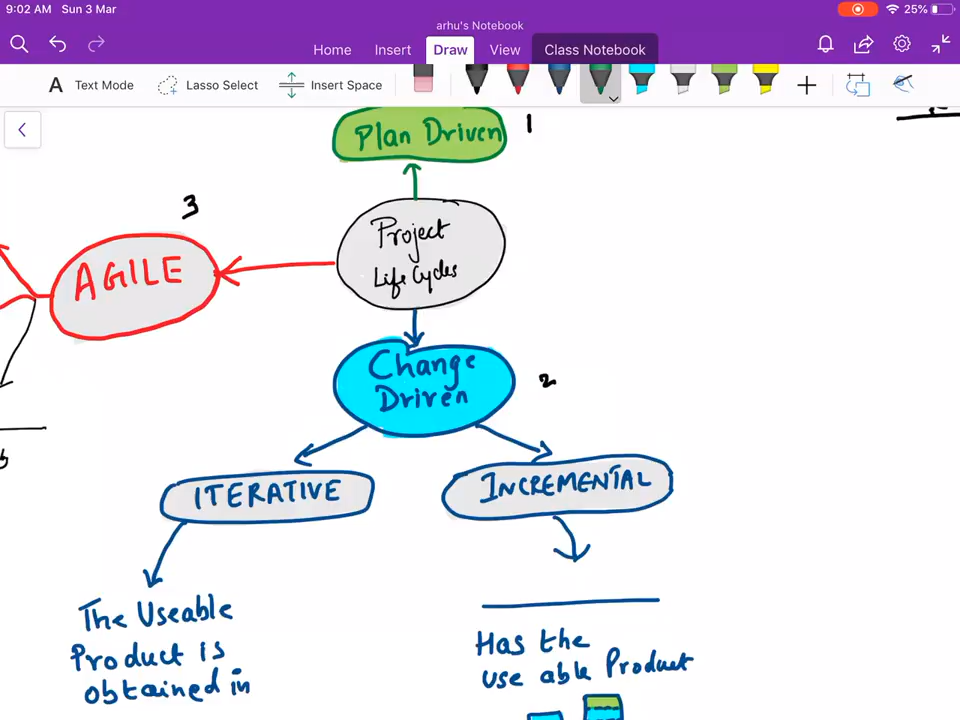 9:02 AM Sun 3 Mar
25%
arhu's Notebook
Home Insert Draw View Class Notebook
A Text Mode Lasso Select Insert Space
Plan Driven
1
3
Project
Life Cycles
AGILE
Change
Driven
2
ITERATIVE
INCREMENTAL
The Useable
Product is
obtained in
Has the
use able Product